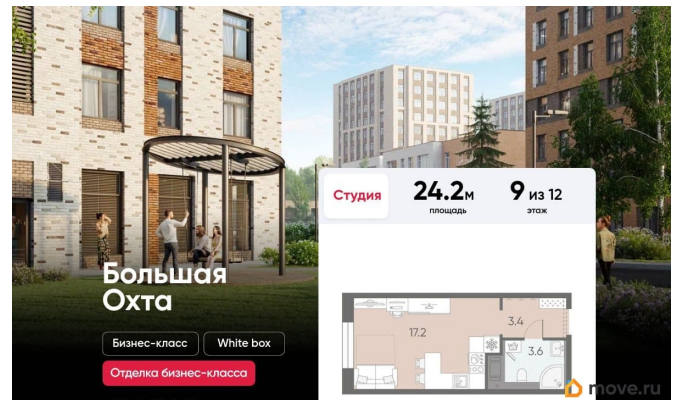 Большая
Охта
Бизнес-класс
White box
Отделка бизнес-класса
Студия
24.2м
площадь
9 из 12
этаж
17.2
3.4
3.6
move.ru